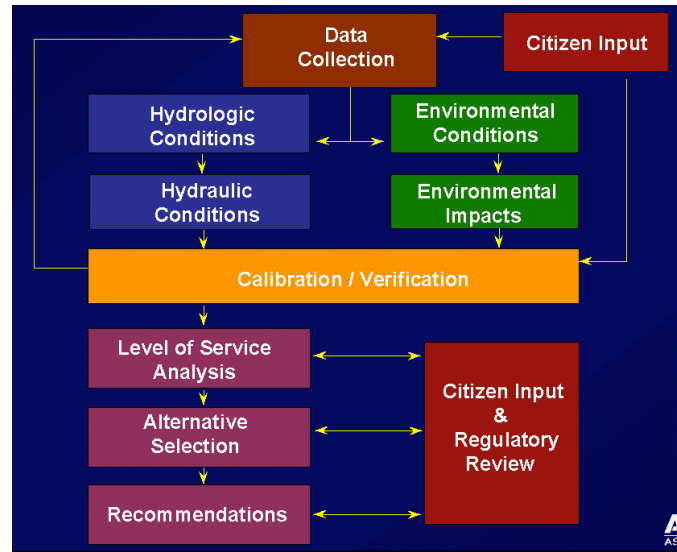 Data
Collection
Citizen Input
Hydrologic
Conditions
Environmental
Conditions
Hydraulic
Conditions
Environmental
Impacts
Calibration / Verification
Level of Service
Analysis
Citizen Input
&
Regulatory
Review
Alternative
Selection
Recommendations